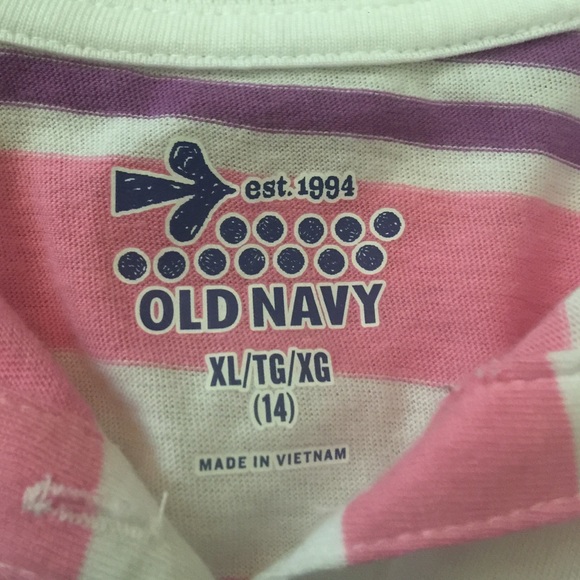 est. 1994
OLD NAVY
XL/TG/XG
(14)
MADE IN VIETNAM